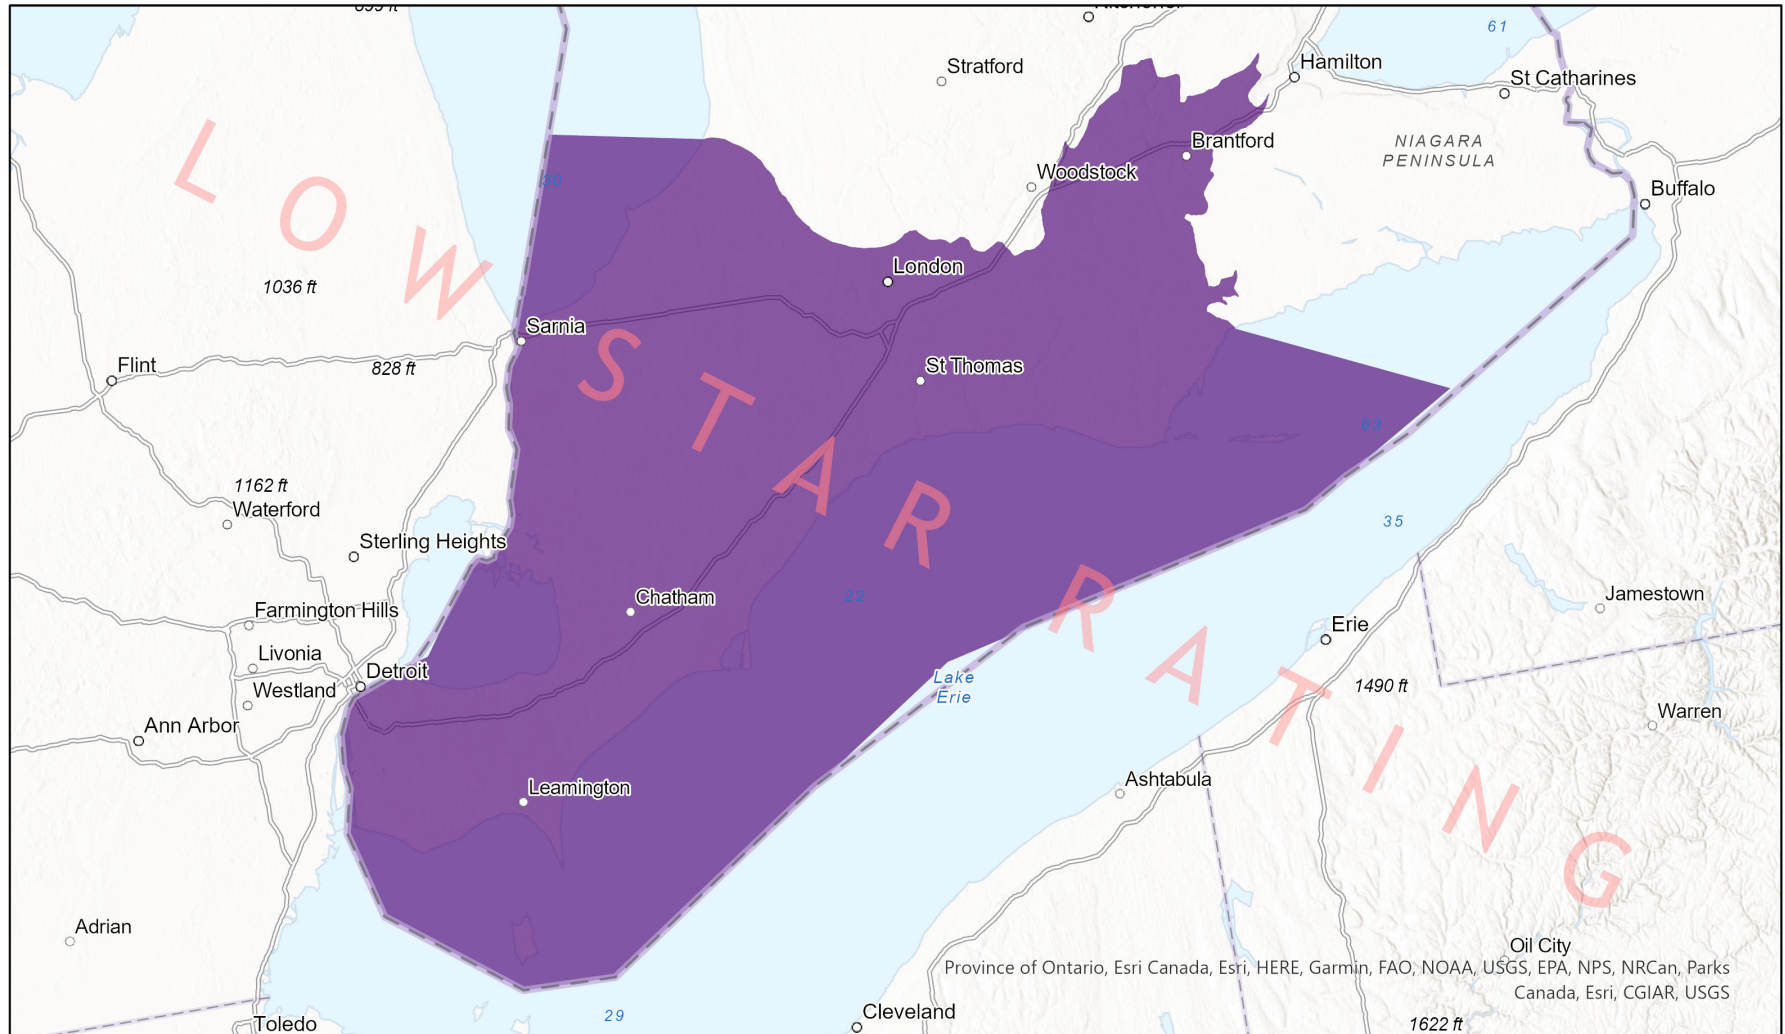 61
Hamilton
Stratford
St Catharines
Brantford
NIAGARA
PENINSULA
Woodstock
30
Buffalo
London
1036 ft
Sarnia
Flint
828 ft
St Thomas
63
1162 ft
Waterford
35
Sterling Heights
Chatham
22
Jamestown
Farmington Hills
Erie
Livonia
Detroit
Lake
Erie
Westland
1490 ft
Ann Arbor
Warren
Leamington
Ashtabula
Adrian
Oil City
LOW STAR RATING
Province of Ontario, Esri Canada, Esri, HERE, Garmin, FAO, NOAA, USGS, EPA, NPS, NRCan, Parks
Canada, Esri, CGIAR, USGS
29
Cleveland
Toledo
1622 ft